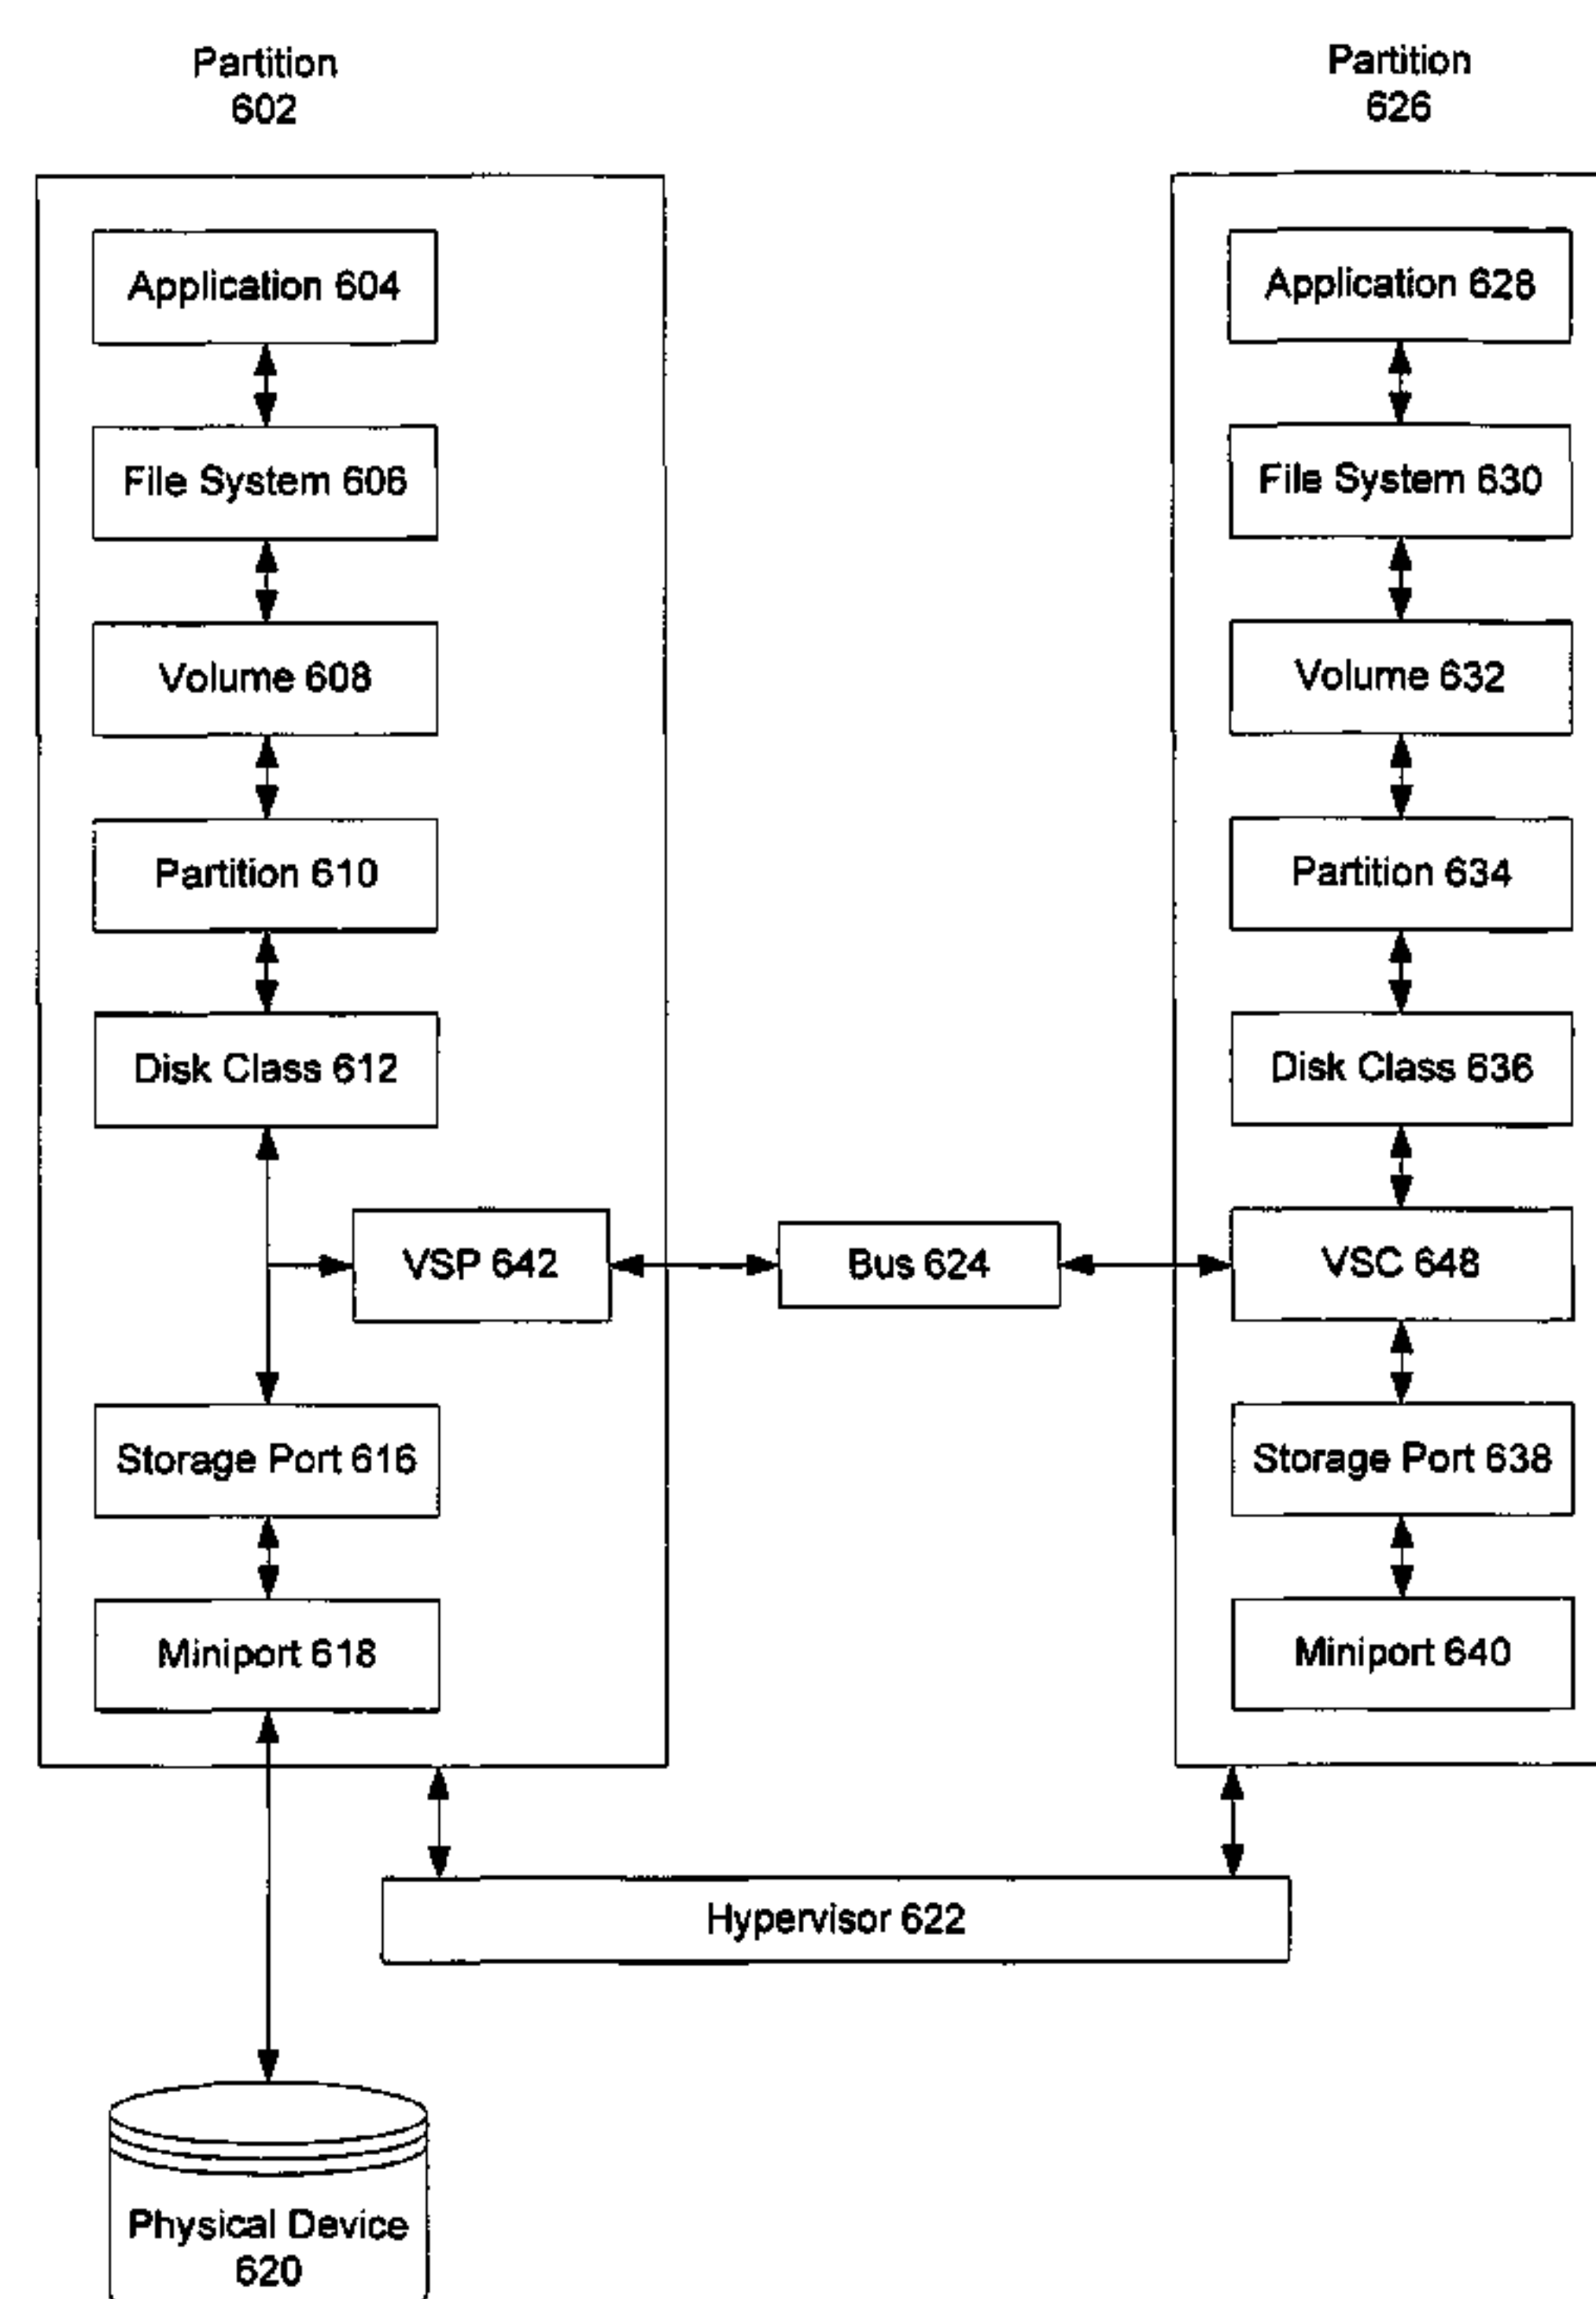 Partition
602
Partition
626
Application 604
File System 606
Volume 608
Partition 610
Disk Class 612
VSP 642
Storage Port 616
Miniport 618
Bus 624
Application 628
File System 630
Volume 632
Partition 634
Disk Class 636
VSC 648
Storage Port 638
Miniport 640
Hypervisor 622
Physical Device
620